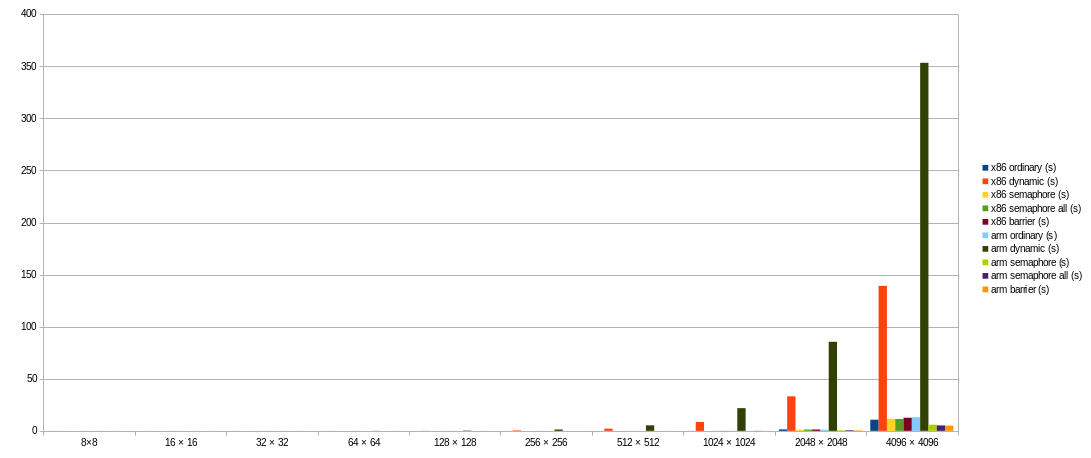 400
350
300
250
200
150
100
50
0
8×8
16 × 16
32 × 32
64 × 64
128 × 128
256 × 256
512 × 512
1024 × 1024
2048 × 2048
4096 × 4096
x86 ordinary (s)
x86 dynamic (s)
x86 semaphore (s)
x86 semaphore all (s)
x86 barrier (s)
arm ordinary (s)
arm dynamic (s)
arm semaphore (s)
arm semaphore all (s)
arm barrier (s)